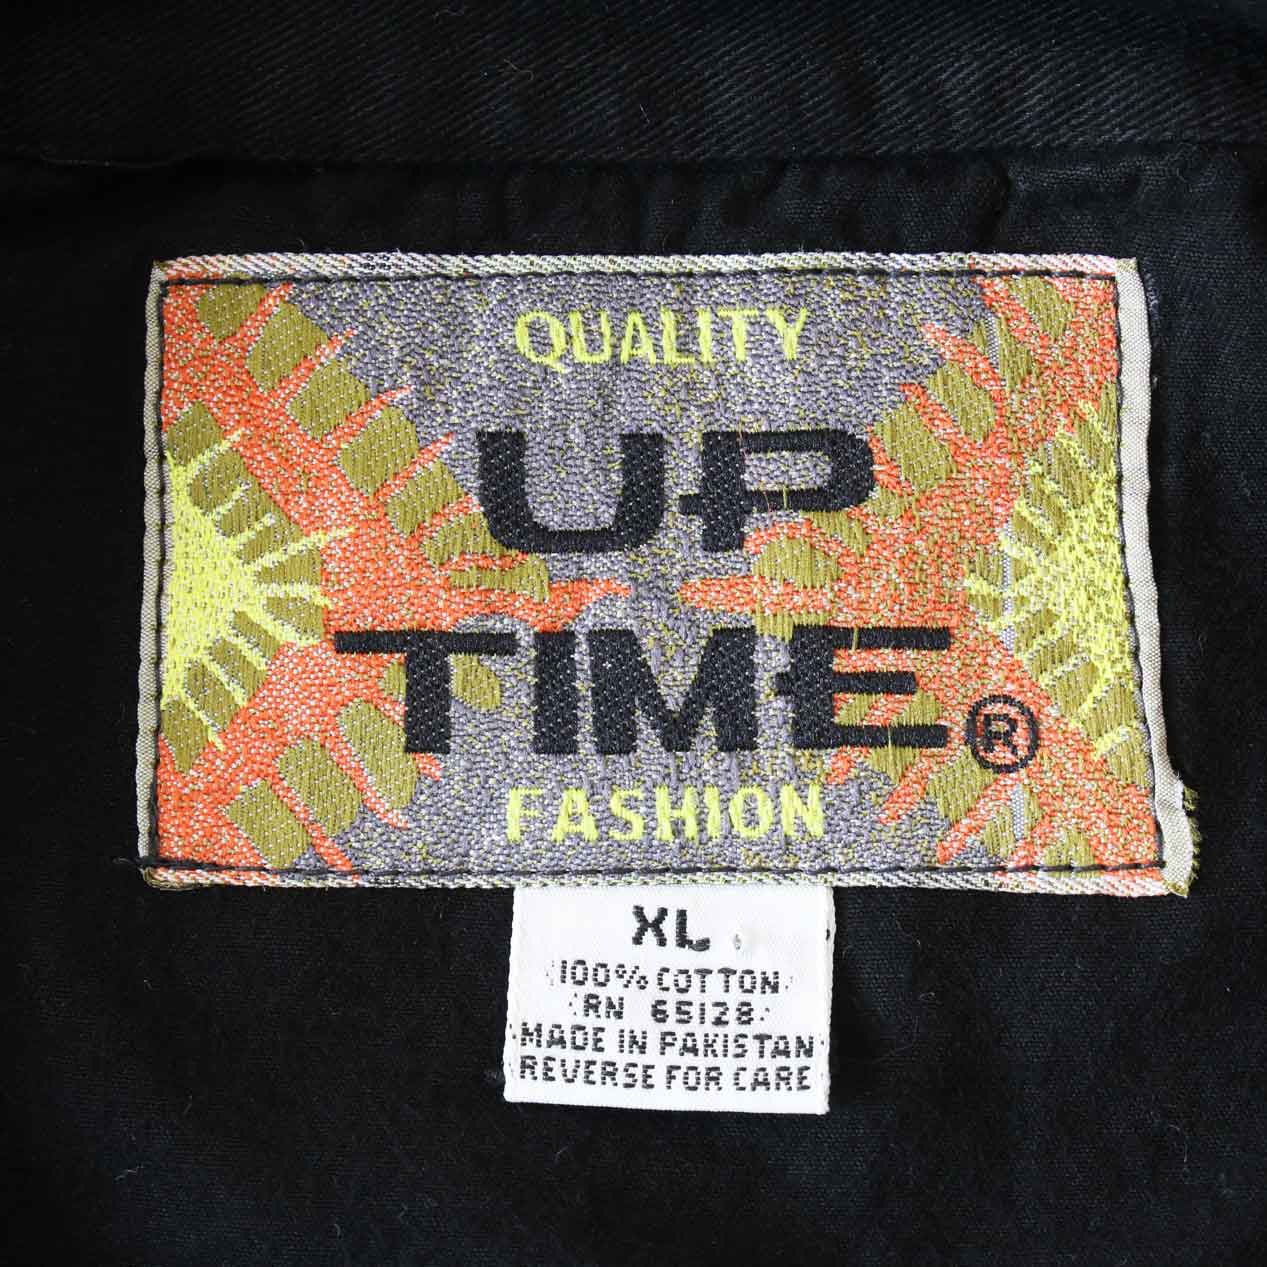 QUALITY
UP
TIME®
FASHION
XL
100% COTTON
RN 65128
MADE IN PAKISTAN
REVERSE FOR CARE